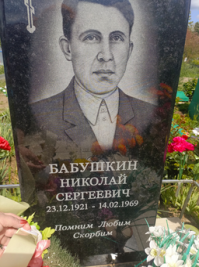 БАБУШКИН
НИКОЛАЙ
СЕРГЕЕВИЧ
23.12.1921 - 14.02.1969
Помним Любим
Скорбим